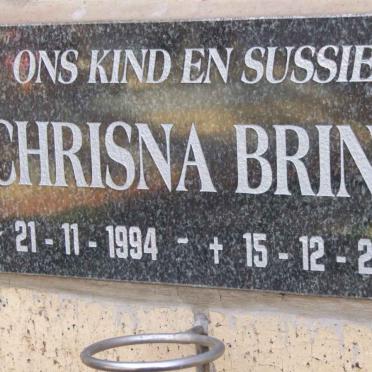 ONS KIND EN SUSSIE
CHRISNA BRIN
21 - 11 - 1994 - † 15 - 12 - 2